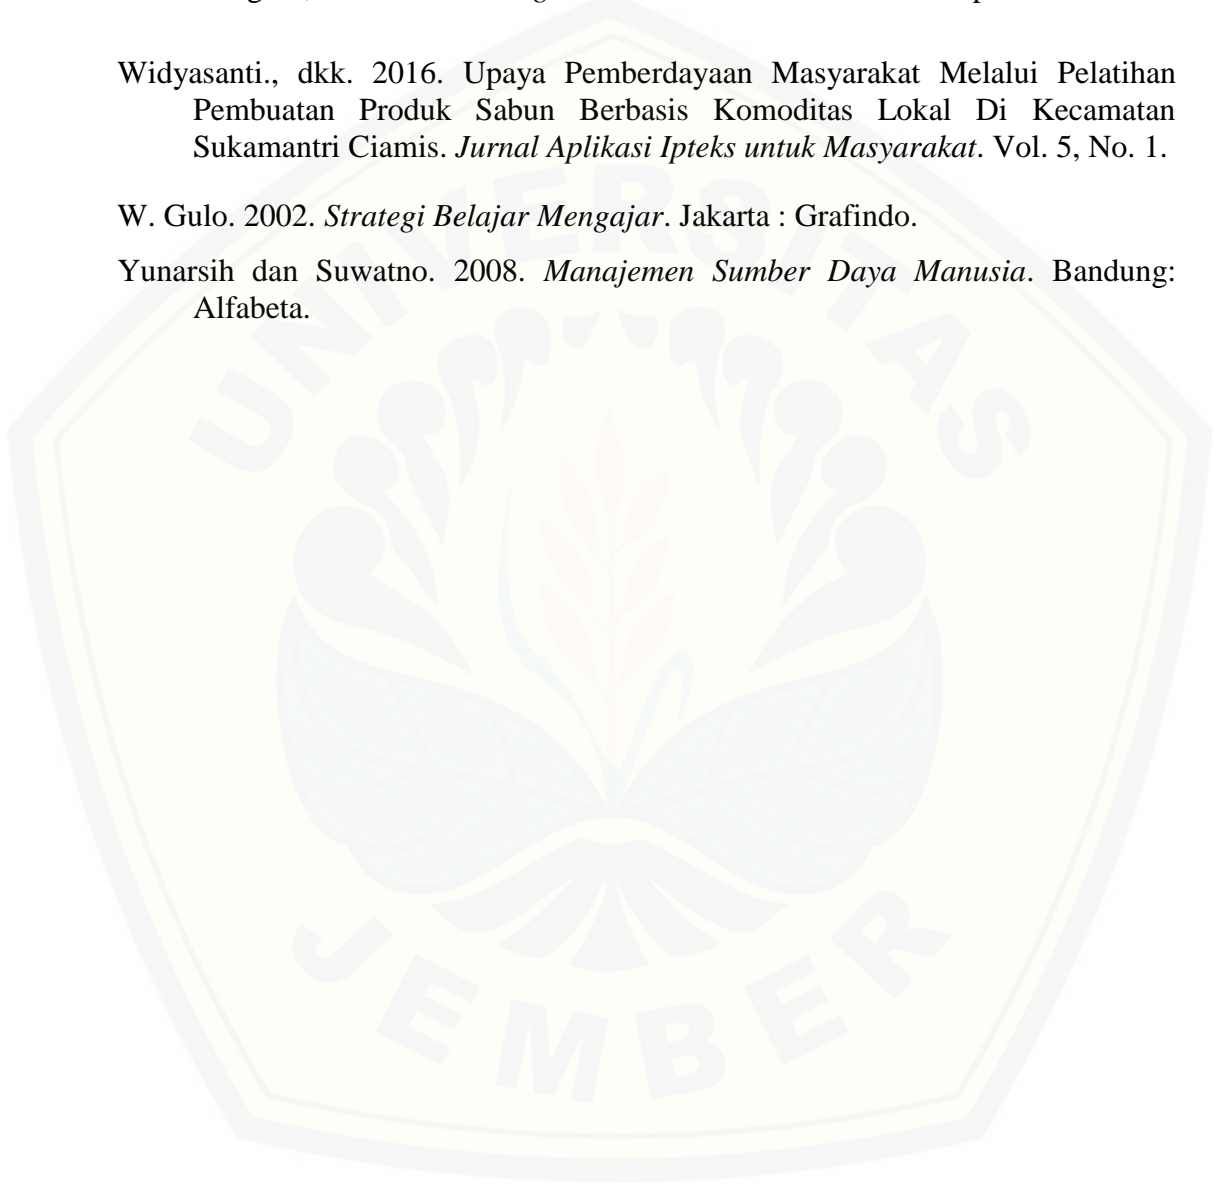 Widyasanti., dkk. 2016. Upaya Pemberdayaan Masyarakat Melalui Pelatihan
Pembuatan Produk Sabun Berbasis Komoditas Lokal Di Kecamatan
Sukamantri Ciamis. Jurnal Aplikasi Ipteks untuk Masyarakat. Vol. 5, No. 1.
W. Gulo. 2002. Strategi Belajar Mengajar. Jakarta : Grafindo.
Yunarsih dan Suwatno. 2008. Manajemen Sumber Daya Manusia. Bandung:
Alfabeta.
UNIVERSITAS
JEMBER